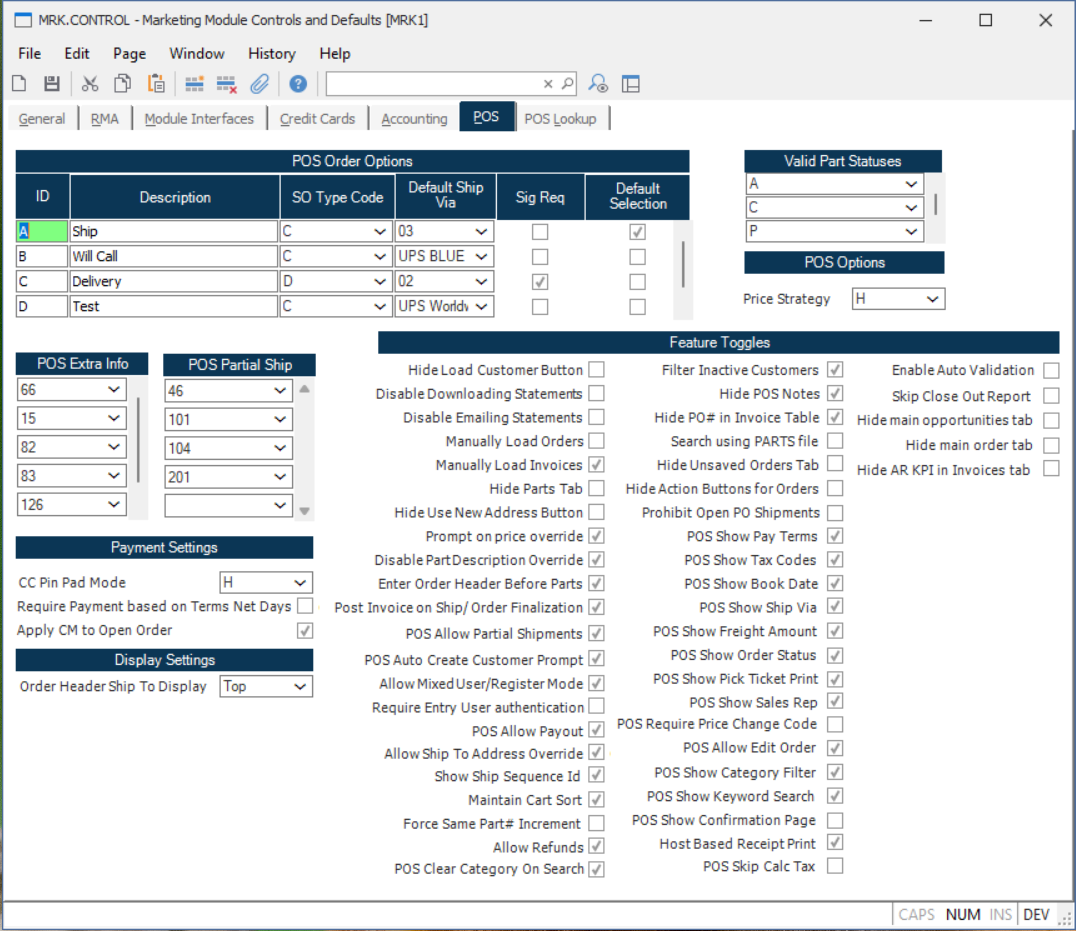 MRK.CONTROL - Marketing Module Controls and Defaults [MRK1]
File Edit Page Window History Help
General RMA Module Interfaces Credit Cards Accounting POS POS Lookup
POS Order Options
ID Description SO Type Code Default Ship Via Sig Req Default Selection
A Ship C 03
B Will Call C UPS BLUE
C Delivery D 02
D Test C UPS Worldw
Valid Part Statuses
A
C
P
POS Options
Price Strategy H
POS Extra Info
66
15
82
83
126
POS Partial Ship
46
101
104
201
Payment Settings
CC Pin Pad Mode H
Require Payment based on Terms Net Days
Apply CM to Open Order
Display Settings
Order Header Ship To Display Top
Feature Toggles
Hide Load Customer Button
Disable Downloading Statements
Disable Emailing Statements
Manually Load Orders
Manually Load Invoices
Hide Parts Tab
Hide Use New Address Button
Prompt on price override
Disable Part Description Override
Enter Order Header Before Parts
Post Invoice on Ship/ Order Finalization
POS Allow Partial Shipments
POS Auto Create Customer Prompt
Allow Mixed User/Register Mode
Require Entry User authentication
POS Allow Payout
Allow Ship To Address Override
Show Ship Sequence Id
Maintain Cart Sort
Force Same Part# Increment
Allow Refunds
POS Clear Category On Search
Filter Inactive Customers
Hide POS Notes
Hide PO# in Invoice Table
Search using PARTS file
Hide Unsaved Orders Tab
Hide Action Buttons for Orders
Prohibit Open PO Shipments
POS Show Pay Terms
POS Show Tax Codes
POS Show Book Date
POS Show Ship Via
POS Show Freight Amount
POS Show Order Status
POS Show Pick Ticket Print
POS Show Sales Rep
POS Require Price Change Code
POS Allow Edit Order
POS Show Category Filter
POS Show Keyword Search
POS Show Confirmation Page
Host Based Receipt Print
POS Skip Calc Tax
Enable Auto Validation
Skip Close Out Report
Hide main opportunities tab
Hide main order tab
Hide AR KPI in Invoices tab
CAPS NUM INS DEV